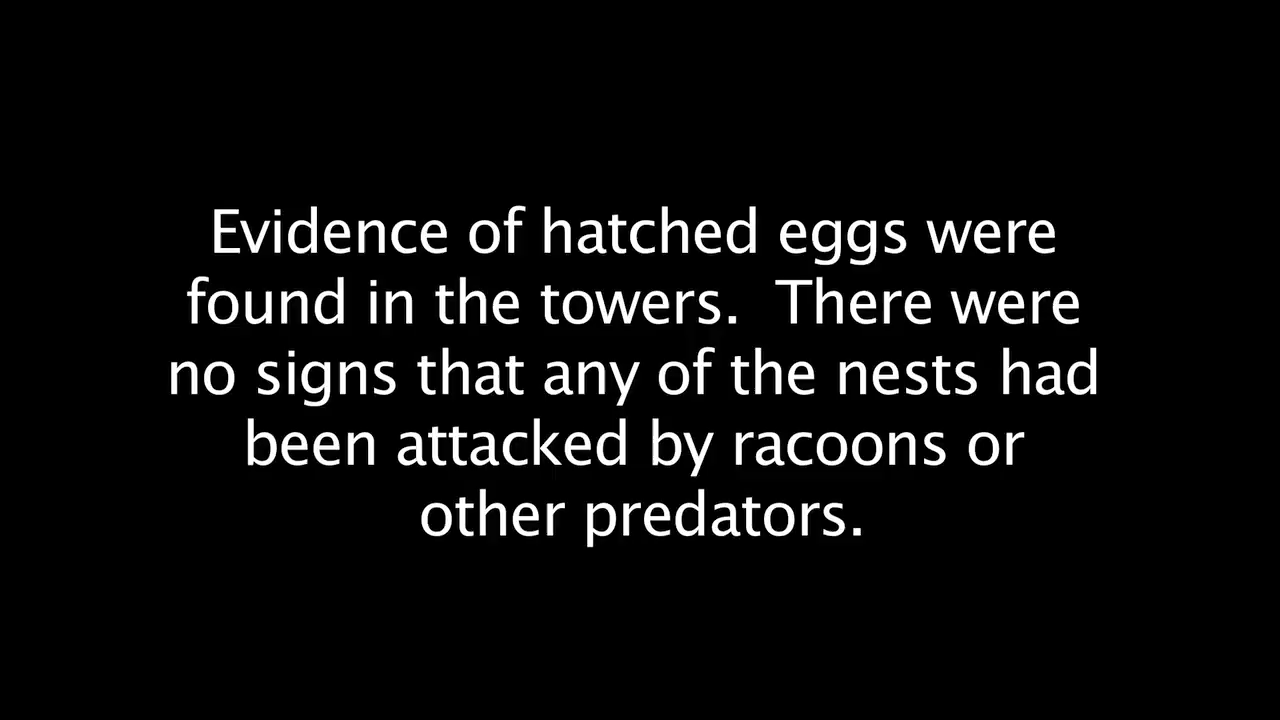 Evidence of hatched eggs were
found in the towers.  There were
no signs that any of the nests had
been attacked by racoons or
other predators.